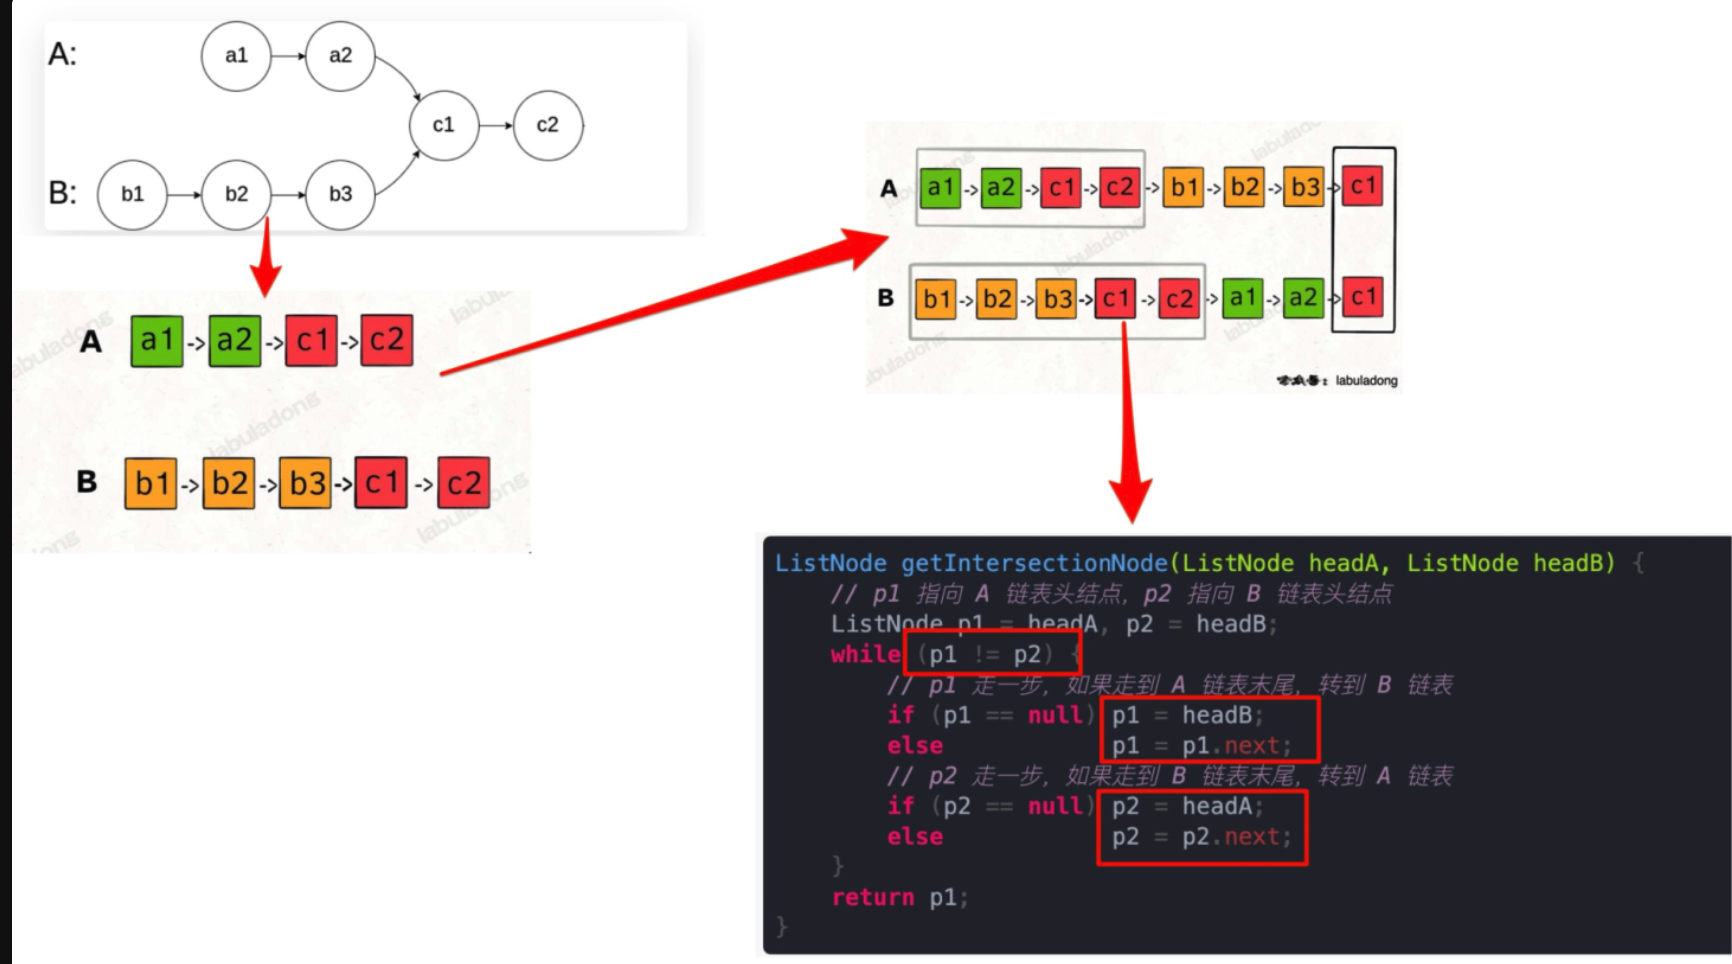 A: a1 a2
c1 c2
B: b1 b2 b3
A a1->a2->c1->c2
B b1->b2->b3->c1->c2
labuladong
labuladong
A a1->a2->c1->c2->b1->b2->b3->c1
B b1->b2->b3->c1->c2->a1->a2->c1
labuladong
labuladong
: labuladong
ListNode getIntersectionNode(ListNode headA, ListNode headB) {
// p1 指向 A 链表头结点, p2 指向 B 链表头结点
ListNode p1 = headA, p2 = headB;
while (p1 != p2) {
// p1 走一步, 如果走到 A 链表末尾, 转到 B 链表
if (p1 == null) p1 = headB;
else p1 = p1.next;
// p2 走一步, 如果走到 B 链表末尾, 转到 A 链表
if (p2 == null) p2 = headA;
else p2 = p2.next;
}
return p1;
}